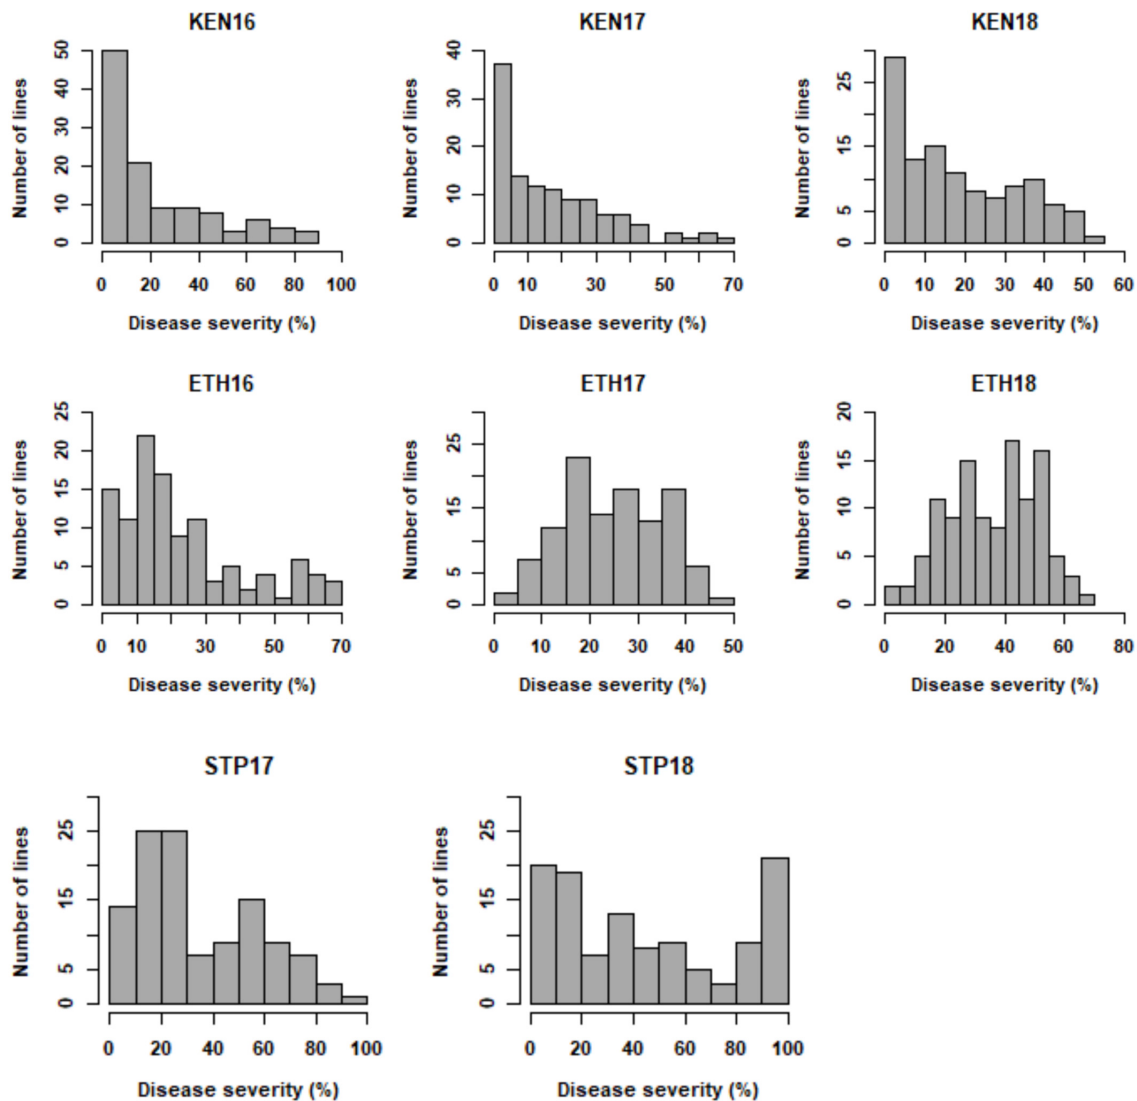 KEN16
Number of lines
50
40
30
20
10
0
0 20 40 60 80 100
Disease severity (%)
KEN17
Number of lines
40
30
20
10
0
0 10 30 50 70
Disease severity (%)
KEN18
Number of lines
25
15
5
0
0 10 20 30 40 50 60
Disease severity (%)
ETH16
Number of lines
25
20
15
10
5
0
0 10 30 50 70
Disease severity (%)
ETH17
Number of lines
25
15
5
0
0 10 20 30 40 50
Disease severity (%)
ETH18
Number of lines
20
15
10
5
0
20 40 60 80
0
Disease severity (%)
STP17
Number of lines
25
15
5
0
0 20 40 60 80 100
Disease severity (%)
STP18
Number of lines
25
15
5
0
0 20 40 60 80 100
Disease severity (%)